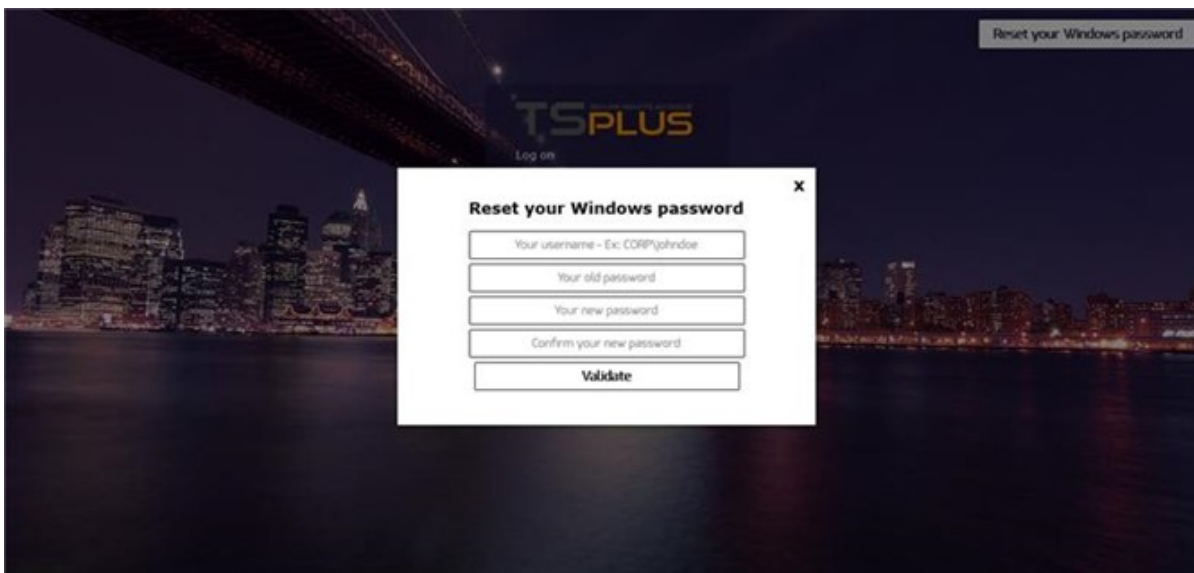 Reset your Windows password
TSPLUS
Log on
X
Reset your Windows password
Your username - Ex: CORP\johndoe
Your old password
Your new password
Confirm your new password
Validate